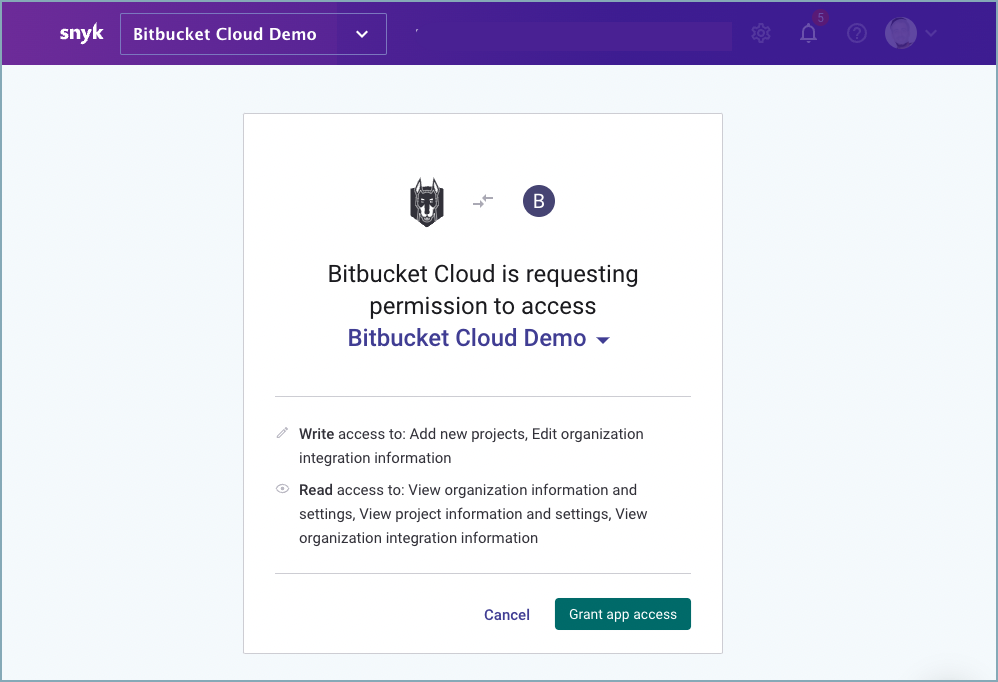 snyk
Bitbucket Cloud Demo
5
?
B
Bitbucket Cloud is requesting
permission to access
Bitbucket Cloud Demo
Write access to: Add new projects, Edit organization
integration information
Read access to: View organization information and
settings, View project information and settings, View
organization integration information
Cancel
Grant app access